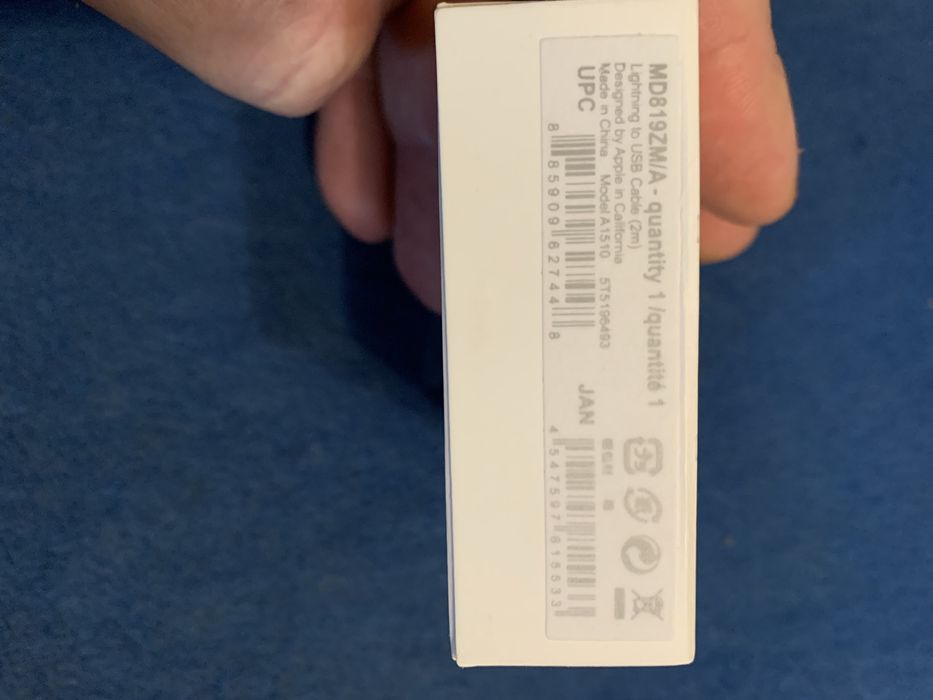 MD819ZM/A - quantity 1 /quantité 1
Lightning to USB Cable (2m)
Designed by Apple in California
Made in China Model A1510 5T5196493
UPC
8 85909 62744 8
JAN
4 547597 815533